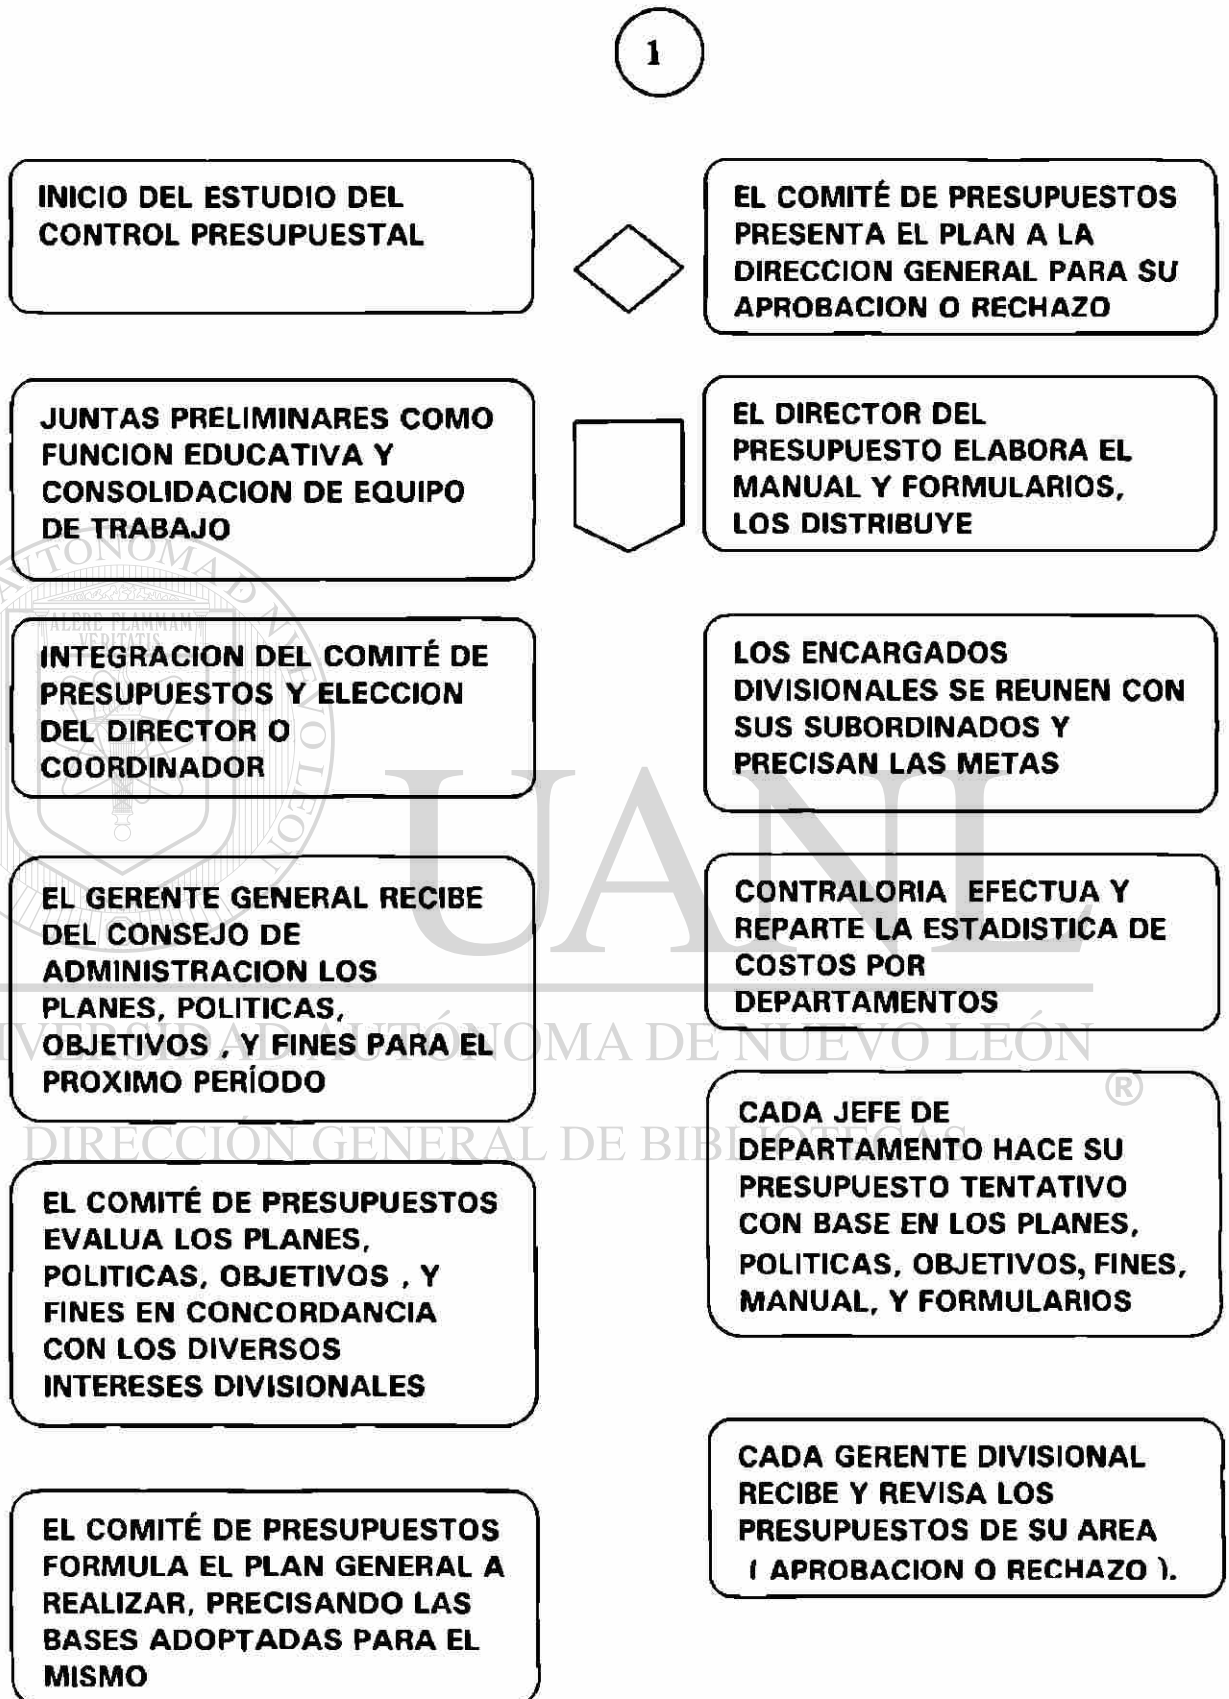 1
INICIO DEL ESTUDIO DEL
CONTROL PRESUPUESTAL
JUNTAS PRELIMINARES COMO
FUNCION EDUCATIVA Y
CONSOLIDACION DE EQUIPO
DE TRABAJO
INTEGRACION DEL COMITÉ DE
PRESUPUESTOS Y ELECCION
DEL DIRECTOR O
COORDINADOR
EL GERENTE GENERAL RECIBE
DEL CONSEJO DE
ADMINISTRACION LOS
PLANES, POLITICAS,
OBJETIVOS , Y FINES PARA EL
PROXIMO PERÍODO
EL COMITÉ DE PRESUPUESTOS
EVALUA LOS PLANES,
POLITICAS, OBJETIVOS , Y
FINES EN CONCORDANCIA
CON LOS DIVERSOS
INTERESES DIVISIONALES
EL COMITÉ DE PRESUPUESTOS
FORMULA EL PLAN GENERAL A
REALIZAR, PRECISANDO LAS
BASES ADOPTADAS PARA EL
MISMO
EL COMITÉ DE PRESUPUESTOS
PRESENTA EL PLAN A LA
DIRECCION GENERAL PARA SU
APROBACION O RECHAZO
EL DIRECTOR DEL
PRESUPUESTO ELABORA EL
MANUAL Y FORMULARIOS,
LOS DISTRIBUYE
LOS ENCARGADOS
DIVISIONALES SE REUNEN CON
SUS SUBORDINADOS Y
PRECISAN LAS METAS
CONTRALORIA EFECTUA Y
REPARTE LA ESTADISTICA DE
COSTOS POR
DEPARTAMENTOS
CADA JEFE DE
DEPARTAMENTO HACE SU
PRESUPUESTO TENTATIVO
CON BASE EN LOS PLANES,
POLITICAS, OBJETIVOS, FINES,
MANUAL, Y FORMULARIOS
CADA GERENTE DIVISIONAL
RECIBE Y REVISA LOS
PRESUPUESTOS DE SU AREA
( APROBACION O RECHAZO ).
ALERE FLAMMAM
VERITATIS
UANL
IVERSIDAD AUTÓNOMA DE NUEVO LEÓN
®
DIRECCIÓN GENERAL DE BIBLIOTECAS